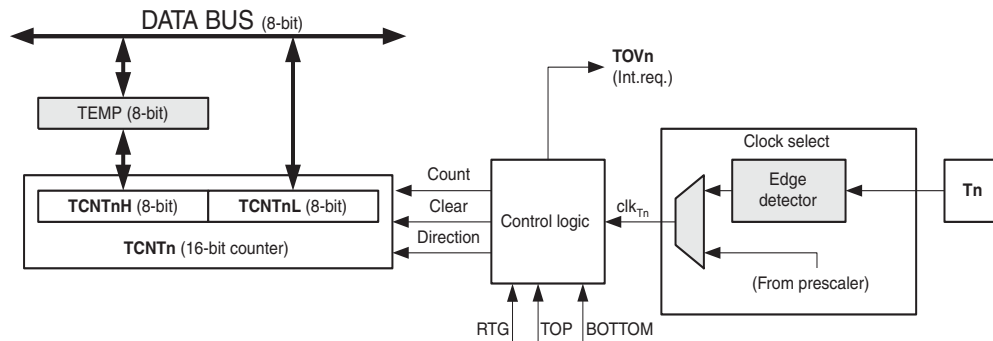 DATA BUS (8-bit)
TEMP (8-bit)
TCNTnH (8-bit)
TCNTnL (8-bit)
TCNTn (16-bit counter)
Count
Clear
Direction
TOVn
(Int.req.)
Control logic
RTG
TOP
BOTTOM
clkTn
Clock select
Edge
detector
(From prescaler)
Tn